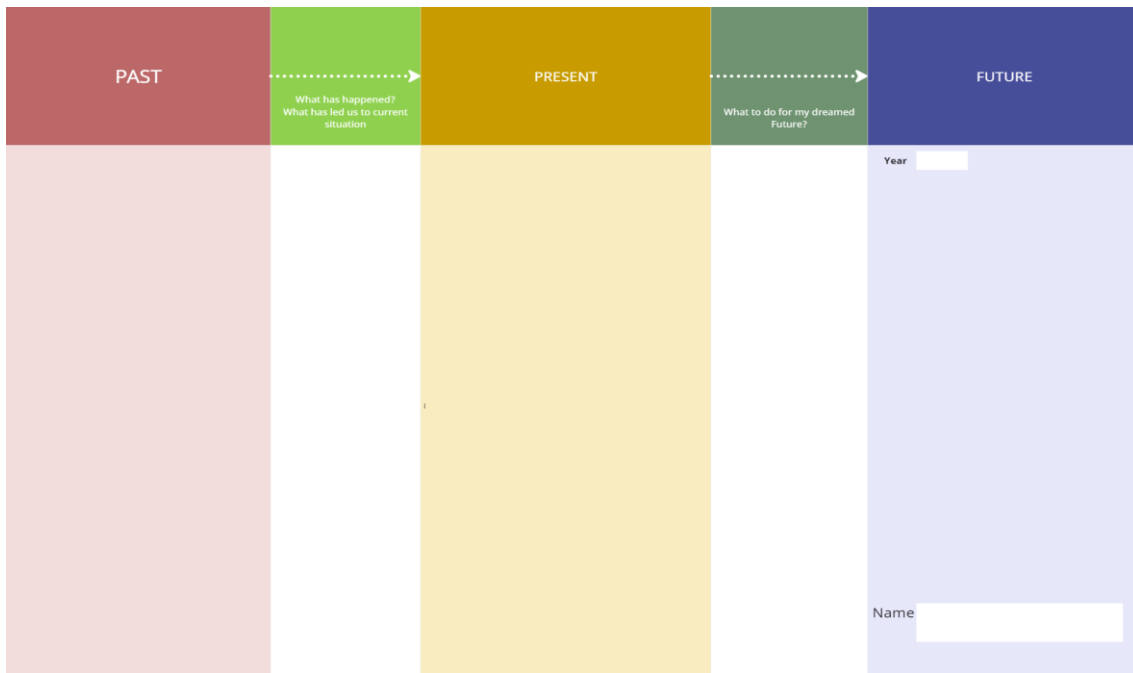 PAST
What has happened?
What has led us to current
situation
PRESENT
What to do for my dreamed
Future?
FUTURE
Year
Name